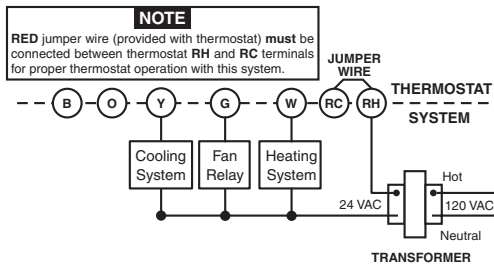 NOTE
RED jumper wire (provided with thermostat) must be
connected between thermostat RH and RC terminals
for proper thermostat operation with this system.
JUMPER
WIRE
THERMOSTAT
B O Y G W RC RH
SYSTEM
Cooling
System
Fan
Relay
Heating
System
Hot
24 VAC
120 VAC
Neutral
TRANSFORMER